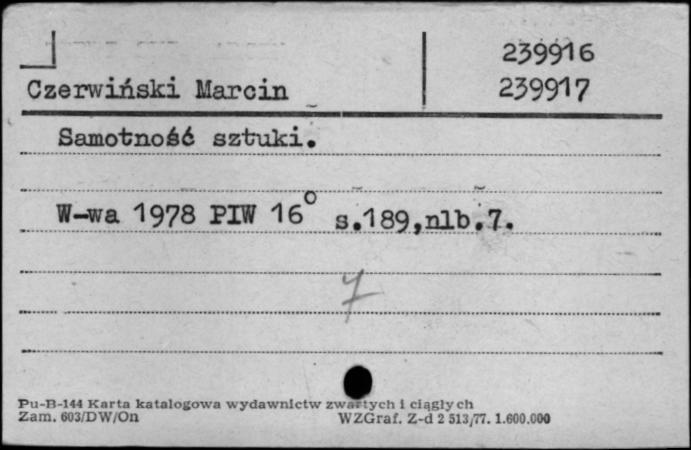 239916
Czerwiński Marcin 239917
Samotność sztuki.
W-wa 1978 PIW 16° s.189,nlb.7.
7
Pu-B-144 Karta katalogowa wydawnictw zwartych i ciągłych
Zam. 603/DW/On WZGraf. Z-d 2 513/77. 1.600.000